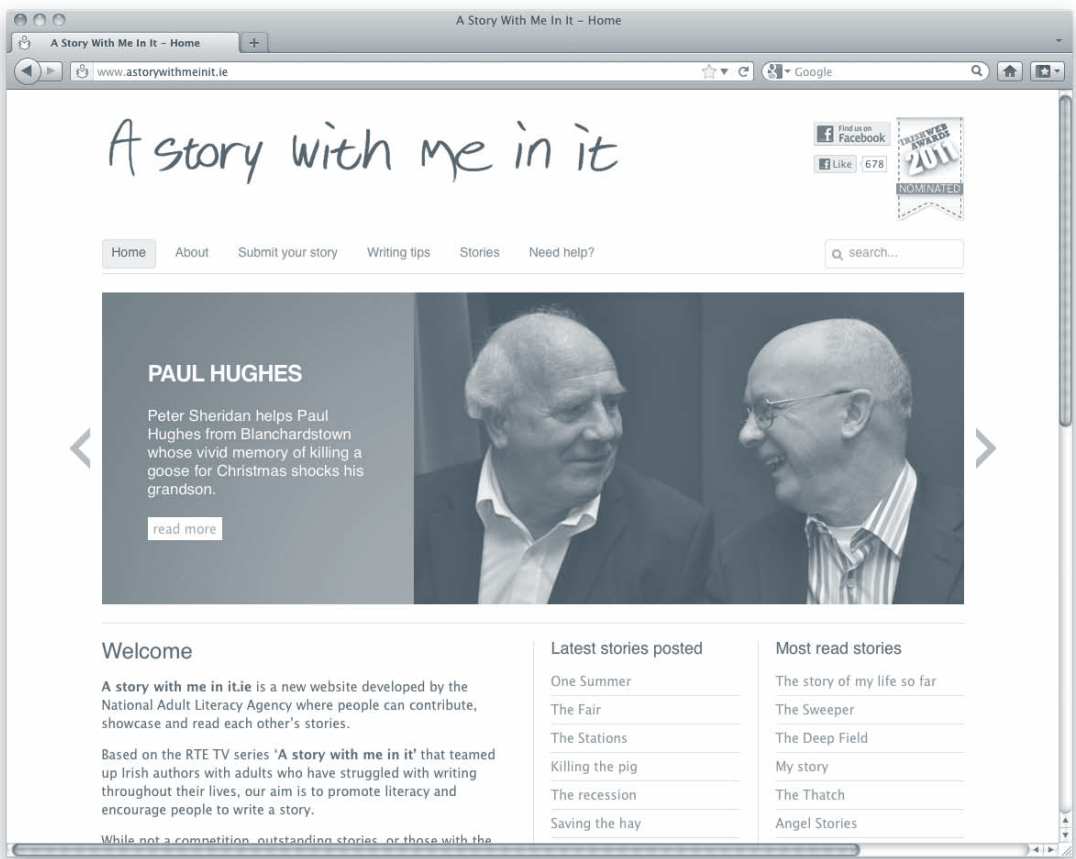 A Story With Me In It – Home
A Story With Me In It – Home
www.astorywithmeinit.ie
Google
A story with me in it
Find us on
Facebook
Like 678
IRISH WEB
AWARDS
2011
NOMINATED
Home About Submit your story Writing tips Stories Need help?
search...
PAUL HUGHES
Peter Sheridan helps Paul
Hughes from Blanchardstown
whose vivid memory of killing a
goose for Christmas shocks his
grandson.
read more
Welcome
A story with me in it.ie is a new website developed by the
National Adult Literacy Agency where people can contribute,
showcase and read each other's stories.
Based on the RTE TV series 'A story with me in it' that teamed
up Irish authors with adults who have struggled with writing
throughout their lives, our aim is to promote literacy and
encourage people to write a story.
While not a competition, outstanding stories, or those with the
Latest stories posted
One Summer
The Fair
The Stations
Killing the pig
The recession
Saving the hay
Most read stories
The story of my life so far
The Sweeper
The Deep Field
My story
The Thatch
Angel Stories